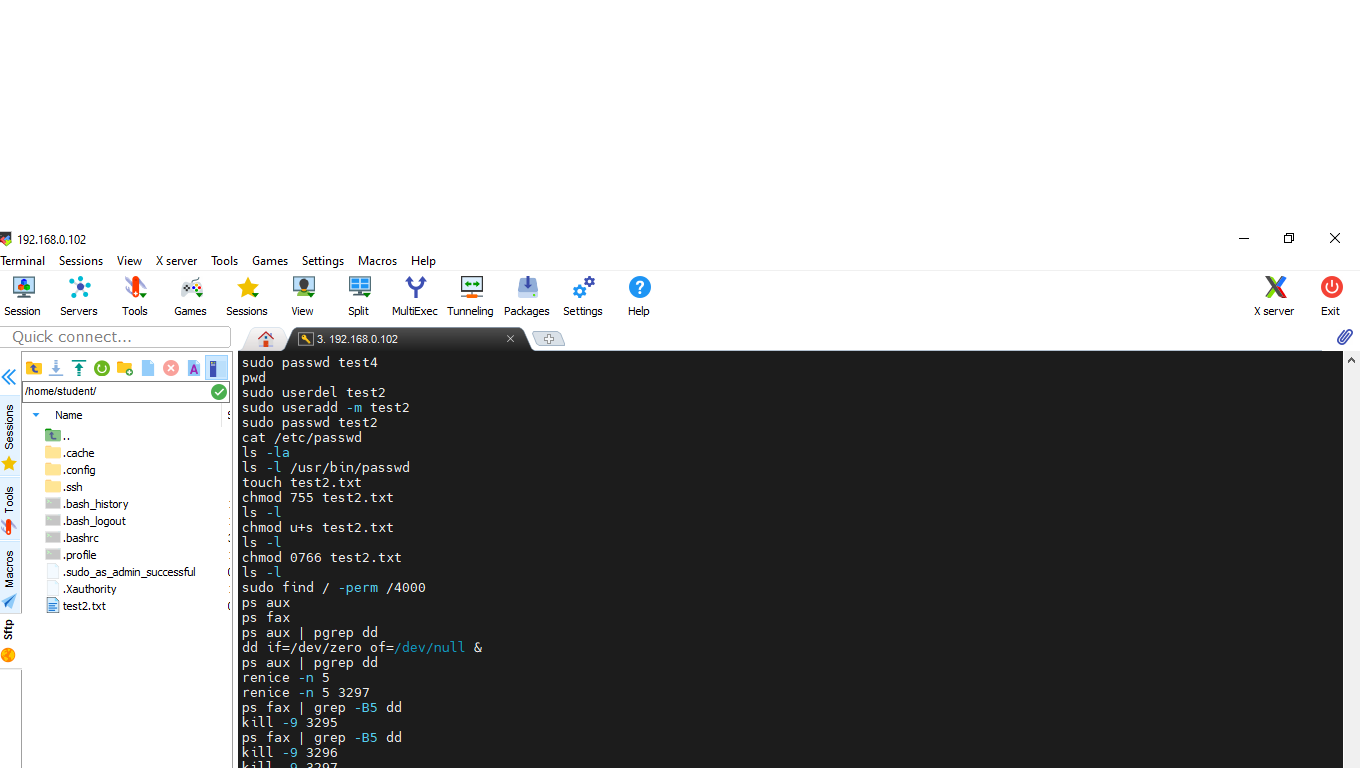 192.168.0.102
Terminal Sessions View X server Tools Games Settings Macros Help
Session Servers Tools Games Sessions View Split MultiExec Tunneling Packages Settings Help X server Exit
Quick connect...
3. 192.168.0.102
/home/student/
Name
..
.cache
.config
.ssh
.bash_history
.bash_logout
.bashrc
.profile
.sudo_as_admin_successful
.Xauthority
test2.txt
Sessions
Tools
Macros
Sftp
sudo passwd test4
pwd
sudo userdel test2
sudo useradd -m test2
sudo passwd test2
cat /etc/passwd
ls -la
ls -l /usr/bin/passwd
touch test2.txt
chmod 755 test2.txt
ls -l
chmod u+s test2.txt
ls -l
chmod 0766 test2.txt
ls -l
sudo find / -perm /4000
ps aux
ps fax
ps aux | pgrep dd
dd if=/dev/zero of=/dev/null &
ps aux | pgrep dd
renice -n 5
renice -n 5 3297
ps fax | grep -B5 dd
kill -9 3295
ps fax | grep -B5 dd
kill -9 3296
kill -9 3297